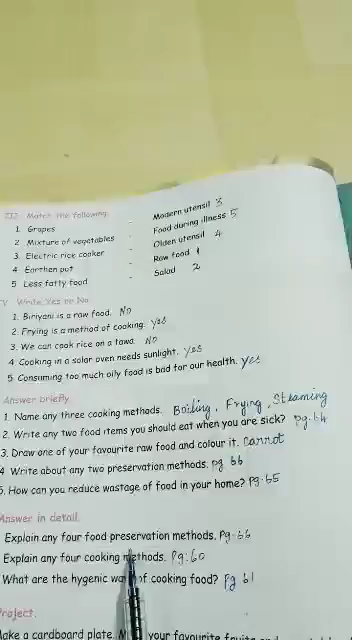 III. Match the following.
1. Grapes - Modern utensil 3
2. Mixture of vegetables - Food during illness 5
3. Electric rice cooker - Olden utensil 4
4. Earthen pot - Raw food 1
5. Less fatty food - Salad 2
IV. Write Yes or No.
1. Biriyani is a raw food. No
2. Frying is a method of cooking. Yes
3. We can cook rice on a tawa. No
4. Cooking in a solar oven needs sunlight. Yes
5. Consuming too much oily food is bad for our health. Yes
Answer briefly.
1. Name any three cooking methods. Boiling, Frying, Steaming
2. Write any two food items you should eat when you are sick? Pg-64
3. Draw one of your favourite raw food and colour it. Carrot
4. Write about any two preservation methods. pg 66
5. How can you reduce wastage of food in your home? Pg-65
Answer in detail.
Explain any four food preservation methods. Pg-66
Explain any four cooking methods. Pg:60
What are the hygenic of cooking food? Pg 61
Project.
Make a cardboard plate. your favourite fruits and